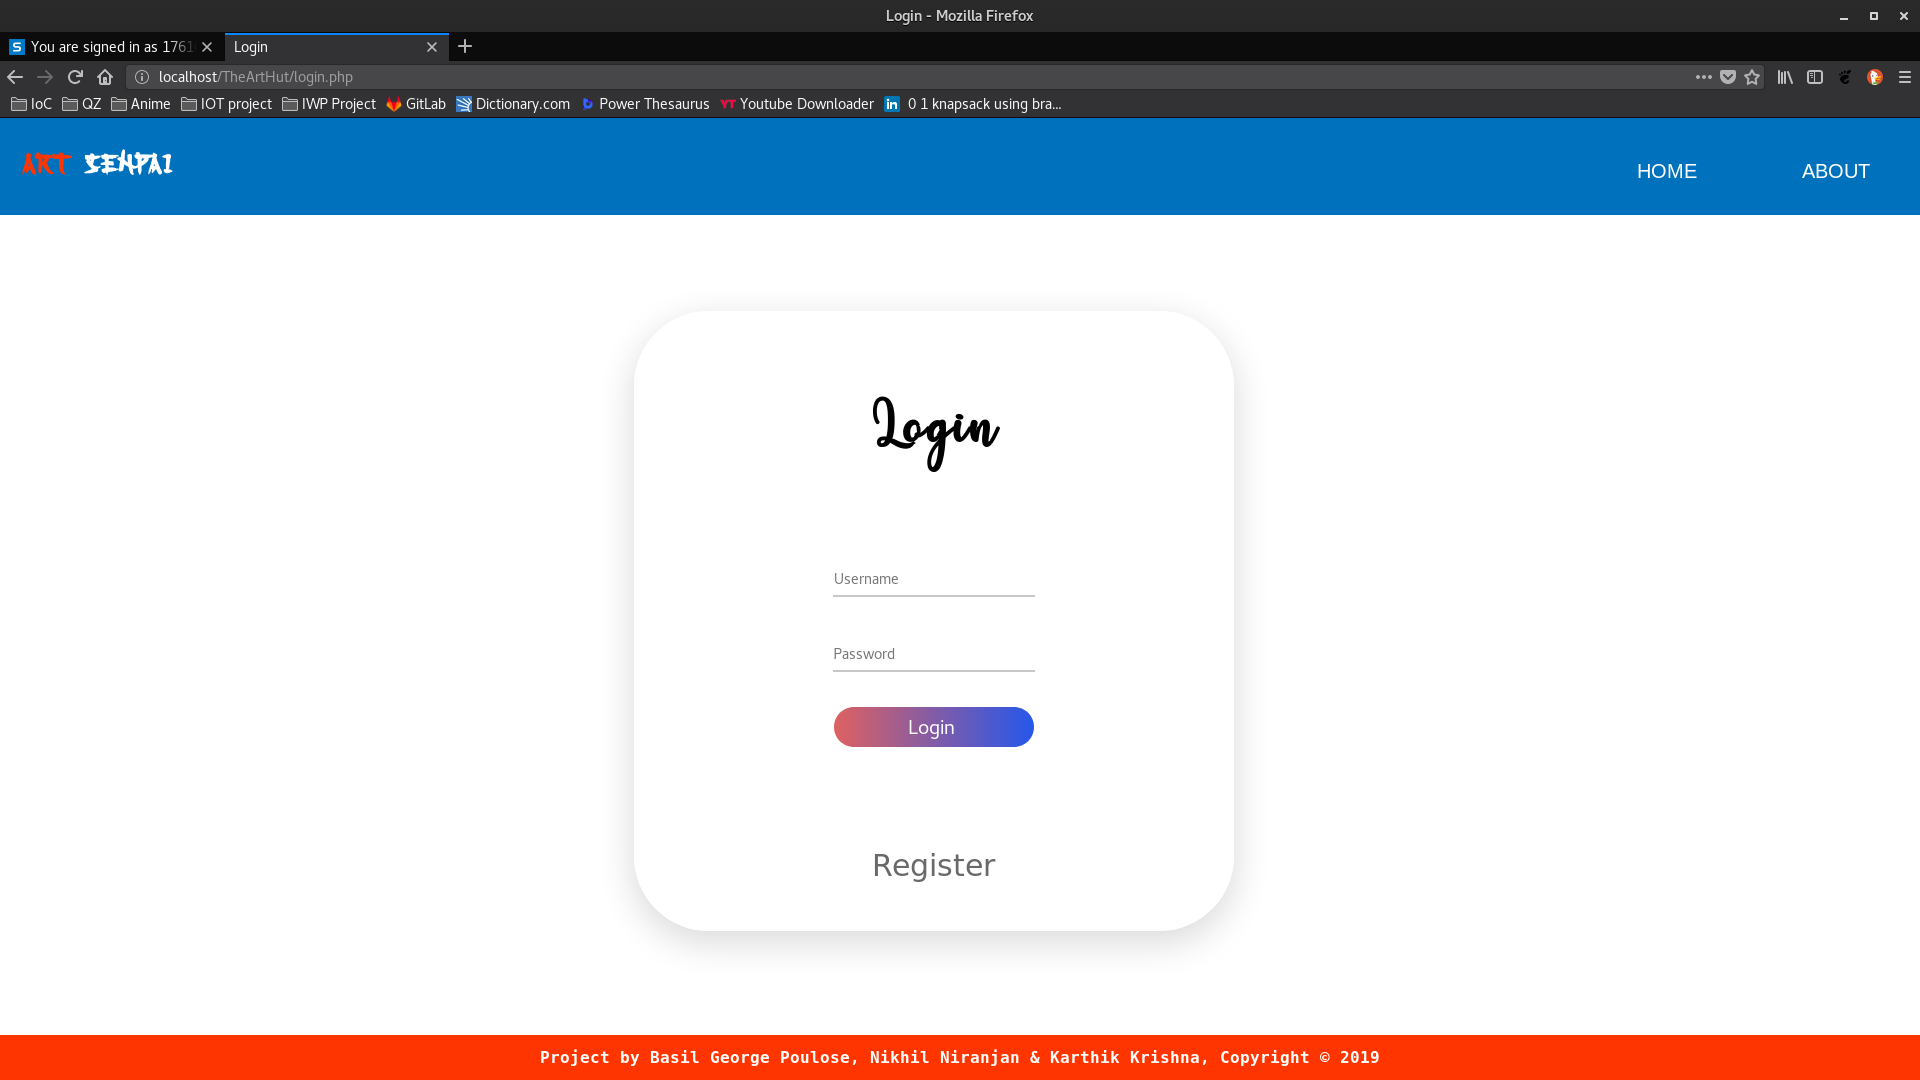 Login - Mozilla Firefox
You are signed in as 1761
Login
localhost/TheArtHut/login.php
IoC QZ Anime IOT project IWP Project GitLab Dictionary.com Power Thesaurus YT Youtube Downloader in 0 1 knapsack using bra...
ART SENPAI
HOME ABOUT
Login
Username
Password
Login
Register
Project by Basil George Poulose, Nikhil Niranjan & Karthik Krishna, Copyright © 2019